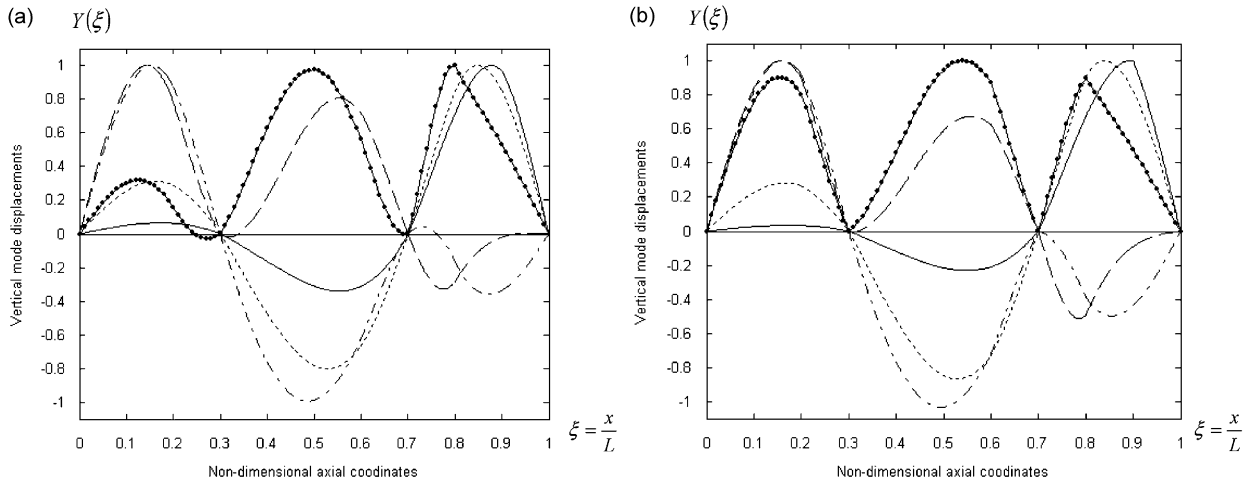 (a)
Y(ξ)
Vertical mode displacements
1
0.8
0.6
0.4
0.2
0
-0.2
-0.4
-0.6
-0.8
-1
0 0.1 0.2 0.3 0.4 0.5 0.6 0.7 0.8 0.9 1
Non-dimensional axial coodinates
ξ = x/L
(b)
Y(ξ)
Vertical mode displacements
1
0.8
0.6
0.4
0.2
0
-0.2
-0.4
-0.6
-0.8
-1
0 0.1 0.2 0.3 0.4 0.5 0.6 0.7 0.8 0.9 1
Non-dimensional axial coodinates
ξ = x/L